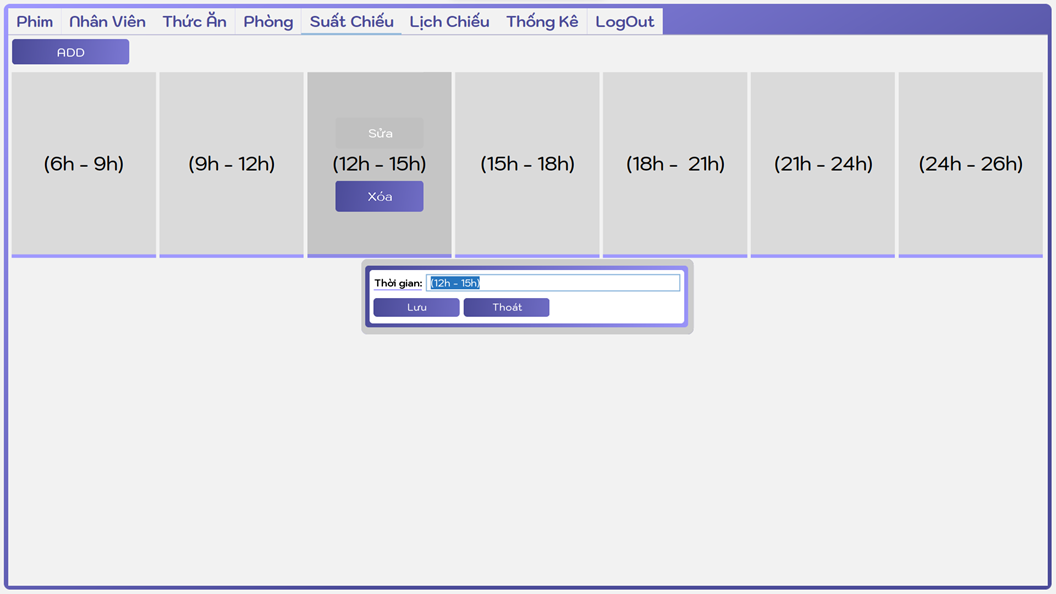 Phim Nhân Viên Thức Ăn Phòng Suất Chiếu Lịch Chiếu Thống Kê LogOut
ADD
Sửa
(6h - 9h) (9h - 12h) (12h - 15h) (15h - 18h) (18h - 21h) (21h - 24h) (24h - 26h)
Xóa
Thời gian: (12h - 15h)
Lưu Thoát